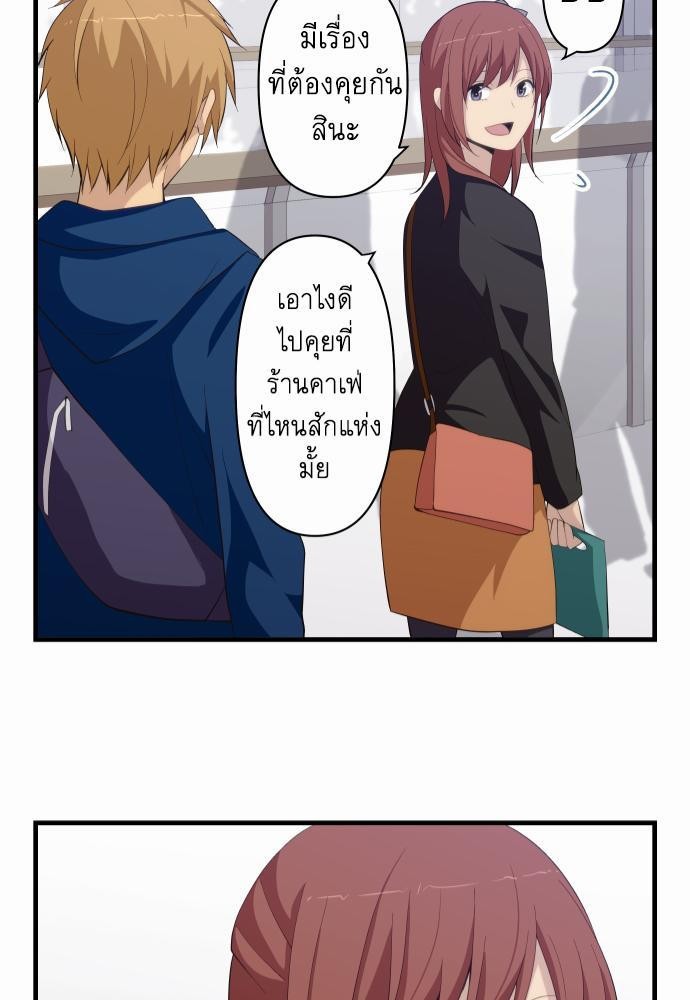 มีเรื่อง
ที่ต้องคุยกัน
สินะ
เอาไงดี
ไปคุยที่
ร้านคาเฟ่
ที่ไหนสักแห่ง
มั้ย